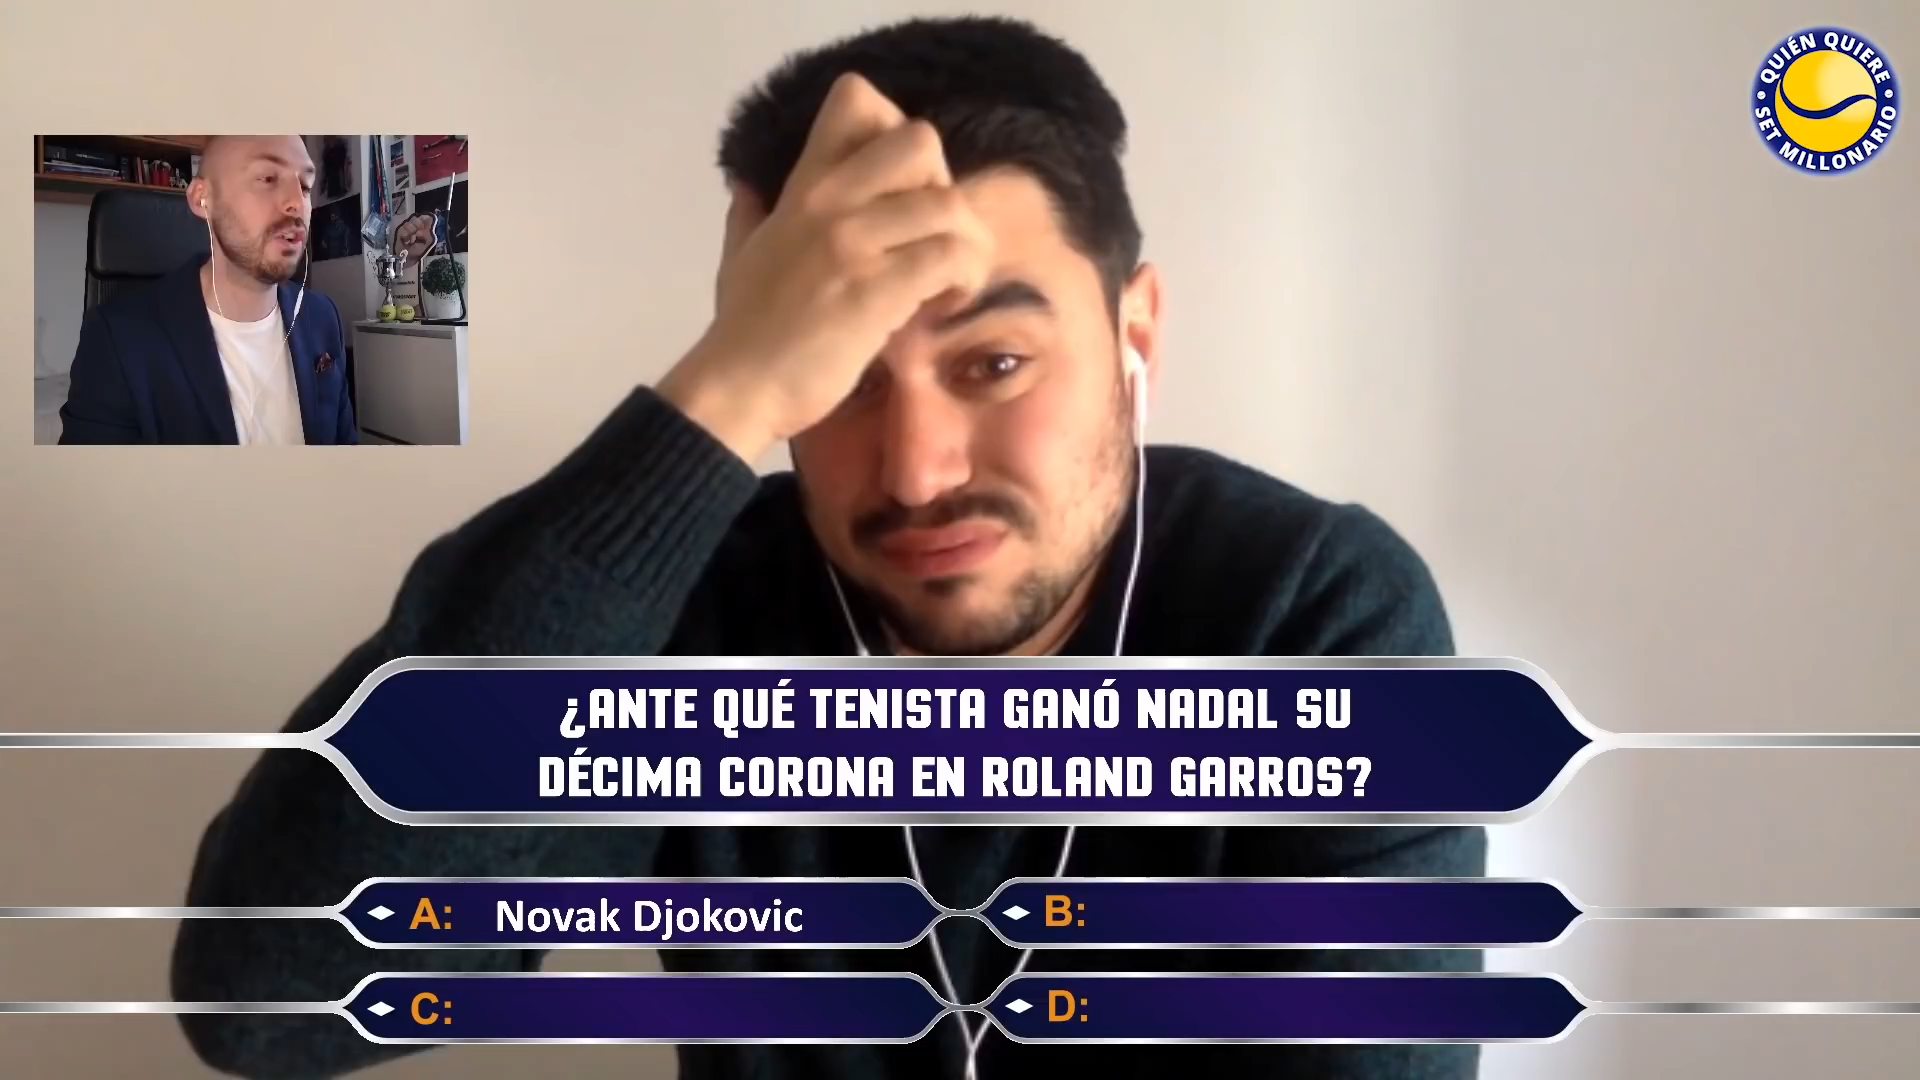 QUIÉN QUIERE
SET MILLONARIO
¿ANTE QUÉ TENISTA GANÓ NADAL SU
DÉCIMA CORONA EN ROLAND GARROS?
A: Novak Djokovic
B:
C:
D: